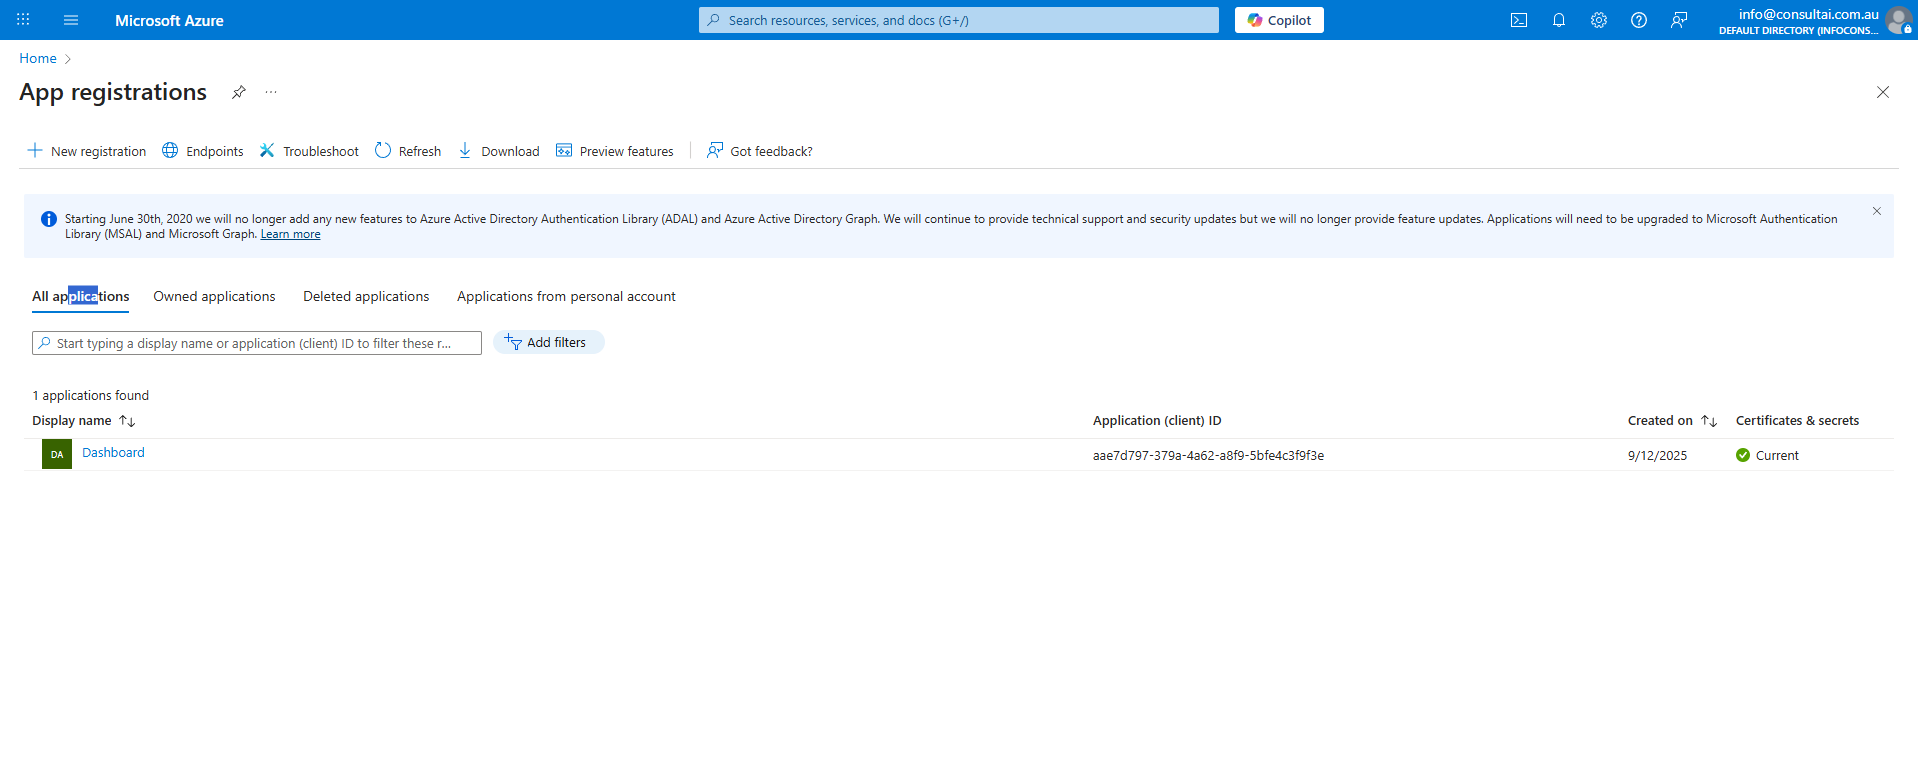 Microsoft Azure
Search resources, services, and docs (G+/)
Copilot
info@consultai.com.au
DEFAULT DIRECTORY (INFOCONS...
Home
App registrations
New registration
Endpoints
Troubleshoot
Refresh
Download
Preview features
Got feedback?
Starting June 30th, 2020 we will no longer add any new features to Azure Active Directory Authentication Library (ADAL) and Azure Active Directory Graph. We will continue to provide technical support and security updates but we will no longer provide feature updates. Applications will need to be upgraded to Microsoft Authentication
Library (MSAL) and Microsoft Graph. Learn more
All applications
Owned applications
Deleted applications
Applications from personal account
Start typing a display name or application (client) ID to filter these r...
Add filters
1 applications found
Display name
Application (client) ID
Created on
Certificates & secrets
DA
Dashboard
aae7d797-379a-4a62-a8f9-5bfe4c3f9f3e
9/12/2025
Current